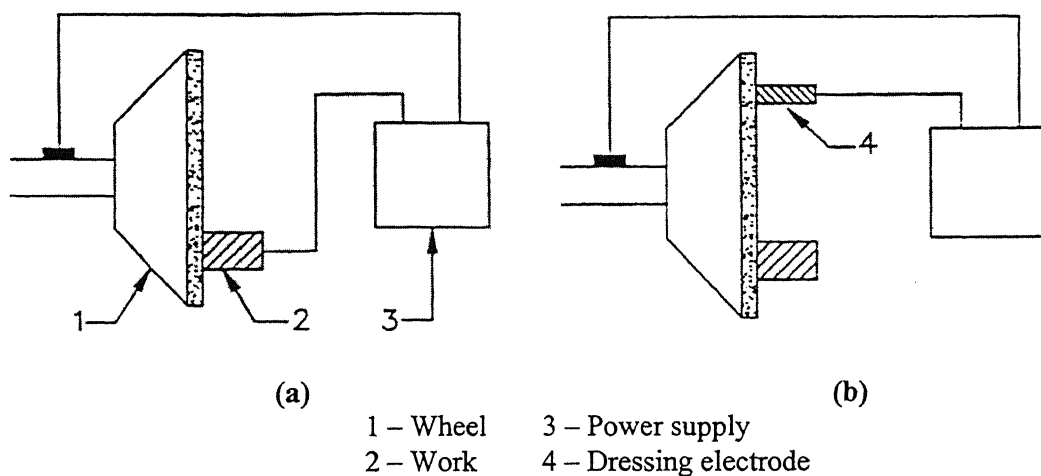 1 2 3
4
(a) (b)
1 – Wheel 3 – Power supply
2 – Work 4 – Dressing electrode